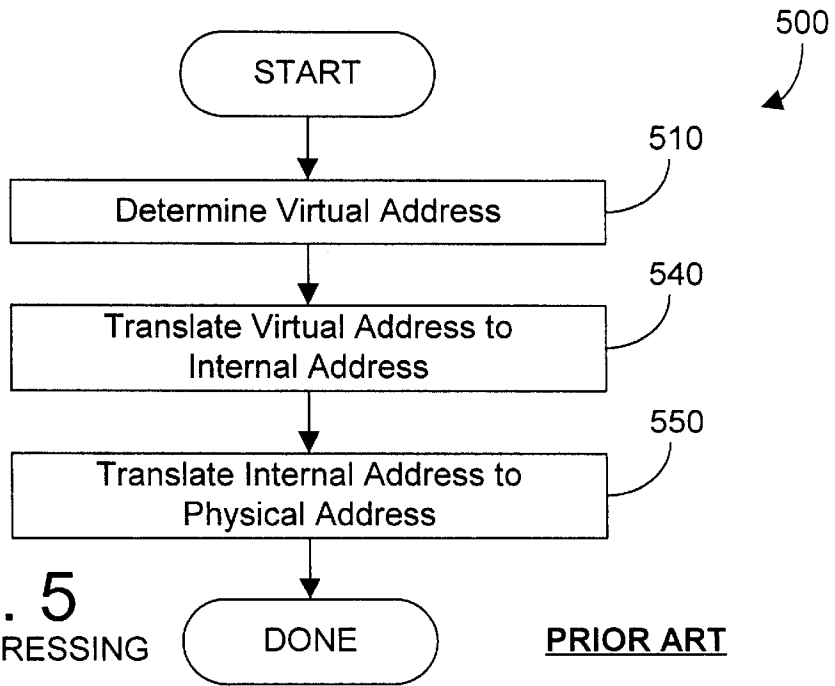 500
START
510
Determine Virtual Address
540
Translate Virtual Address to
Internal Address
550
Translate Internal Address to
Physical Address
. 5
RESSING
DONE
PRIOR ART